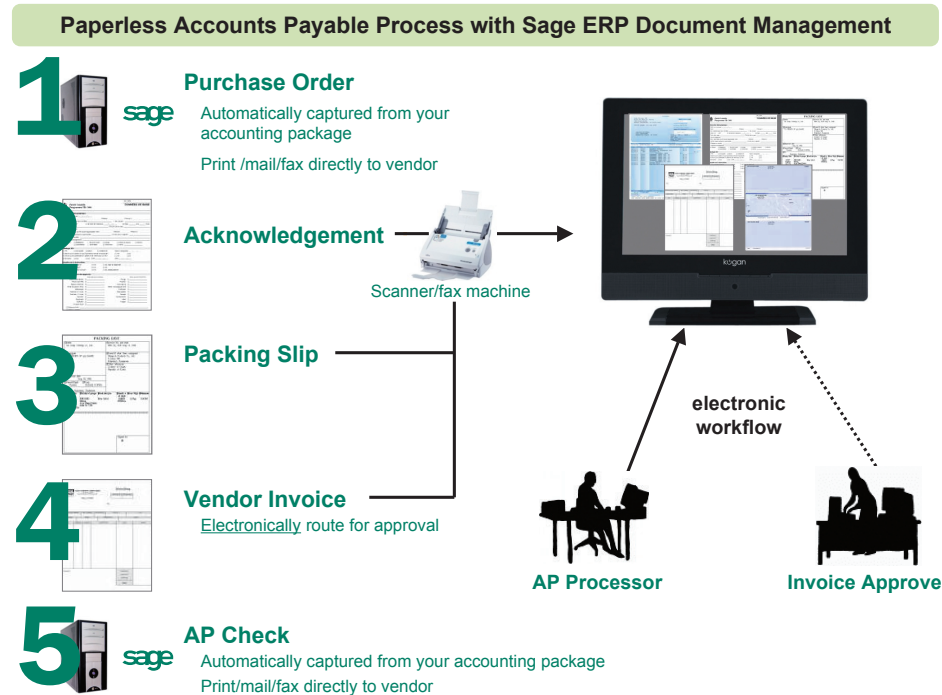 Paperless Accounts Payable Process with Sage ERP Document Management
1
sage
Purchase Order
Automatically captured from your
accounting package
Print /mail/fax directly to vendor
2
Acknowledgement
Scanner/fax machine
kogan
3
PACKING LIST
Packing Slip
electronic
workflow
4
Vendor Invoice
Electronically route for approval
AP Processor
Invoice Approve
5
sage
AP Check
Automatically captured from your accounting package
Print/mail/fax directly to vendor